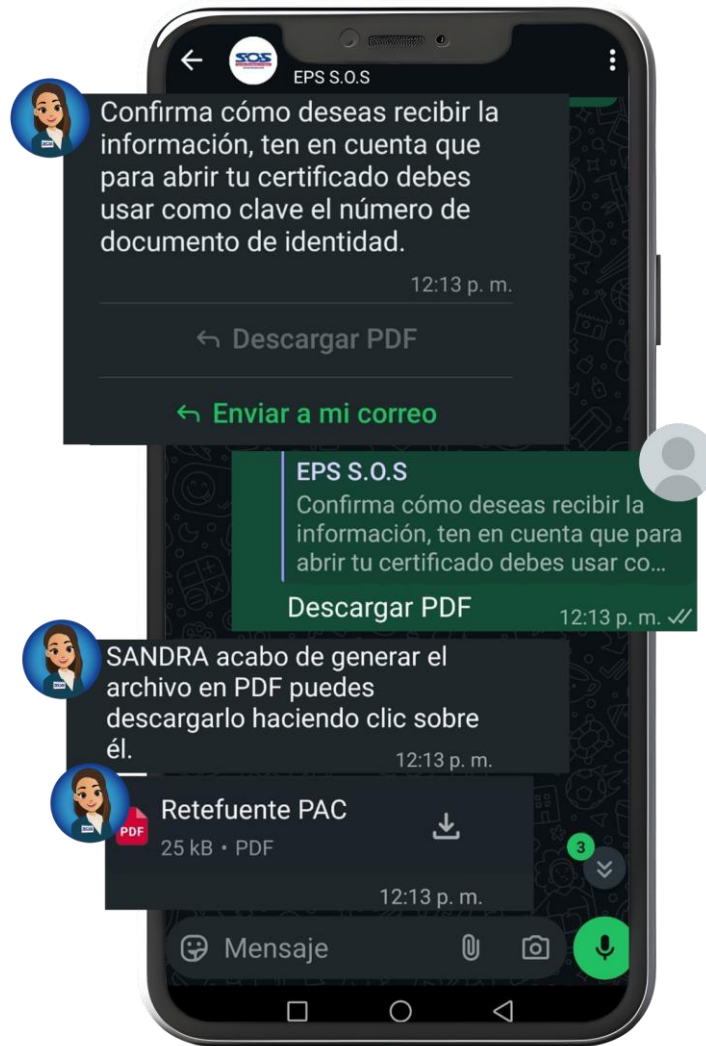 SOS
EPS S.O.S
Confirma cómo deseas recibir la
información, ten en cuenta que
para abrir tu certificado debes
usar como clave el número de
documento de identidad.
12:13 p. m.
Descargar PDF
Enviar a mi correo
EPS S.O.S
Confirma cómo deseas recibir la
información, ten en cuenta que para
abrir tu certificado debes usar co...
Descargar PDF
12:13 p. m.
SANDRA acabo de generar el
archivo en PDF puedes
descargarlo haciendo clic sobre
él.
12:13 p. m.
PDF
Retefuente PAC
25 kB • PDF
12:13 p. m.
3
Mensaje